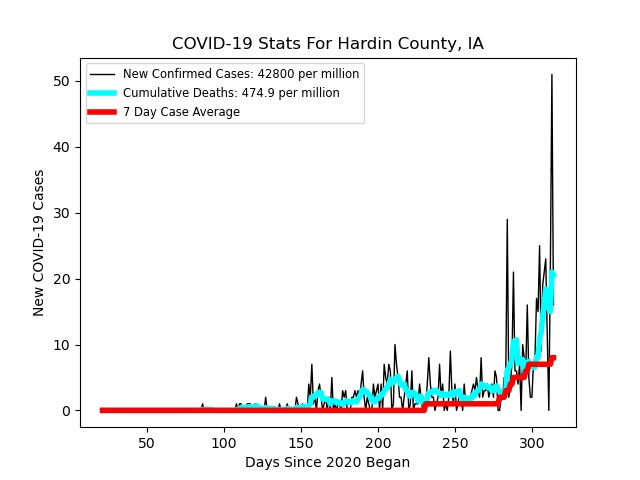 COVID-19 Stats For Hardin County, IA
New Confirmed Cases: 42800 per million
Cumulative Deaths: 474.9 per million
7 Day Case Average
New COVID-19 Cases
50
40
30
20
10
0
50 100 150 200 250 300
Days Since 2020 Began